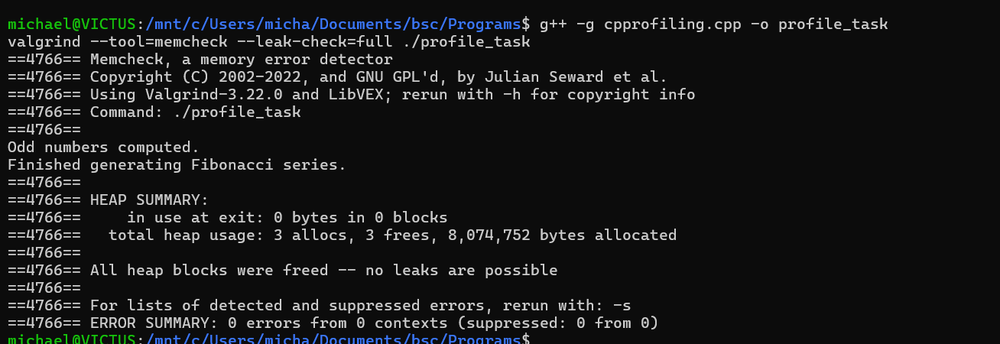 michael@VICTUS:/mnt/c/Users/micha/Documents/bsc/Programs$ g++ -g cpprofiling.cpp -o profile_task
valgrind --tool=memcheck --leak-check=full ./profile_task
==4766== Memcheck, a memory error detector
==4766== Copyright (C) 2002-2022, and GNU GPL'd, by Julian Seward et al.
==4766== Using Valgrind-3.22.0 and LibVEX; rerun with -h for copyright info
==4766== Command: ./profile_task
==4766==
Odd numbers computed.
Finished generating Fibonacci series.
==4766==
==4766== HEAP SUMMARY:
==4766==     in use at exit: 0 bytes in 0 blocks
==4766==   total heap usage: 3 allocs, 3 frees, 8,074,752 bytes allocated
==4766==
==4766== All heap blocks were freed -- no leaks are possible
==4766==
==4766== For lists of detected and suppressed errors, rerun with: -s
==4766== ERROR SUMMARY: 0 errors from 0 contexts (suppressed: 0 from 0)
michael@VICTUS:/mnt/c/Users/micha/Documents/bsc/Programs$